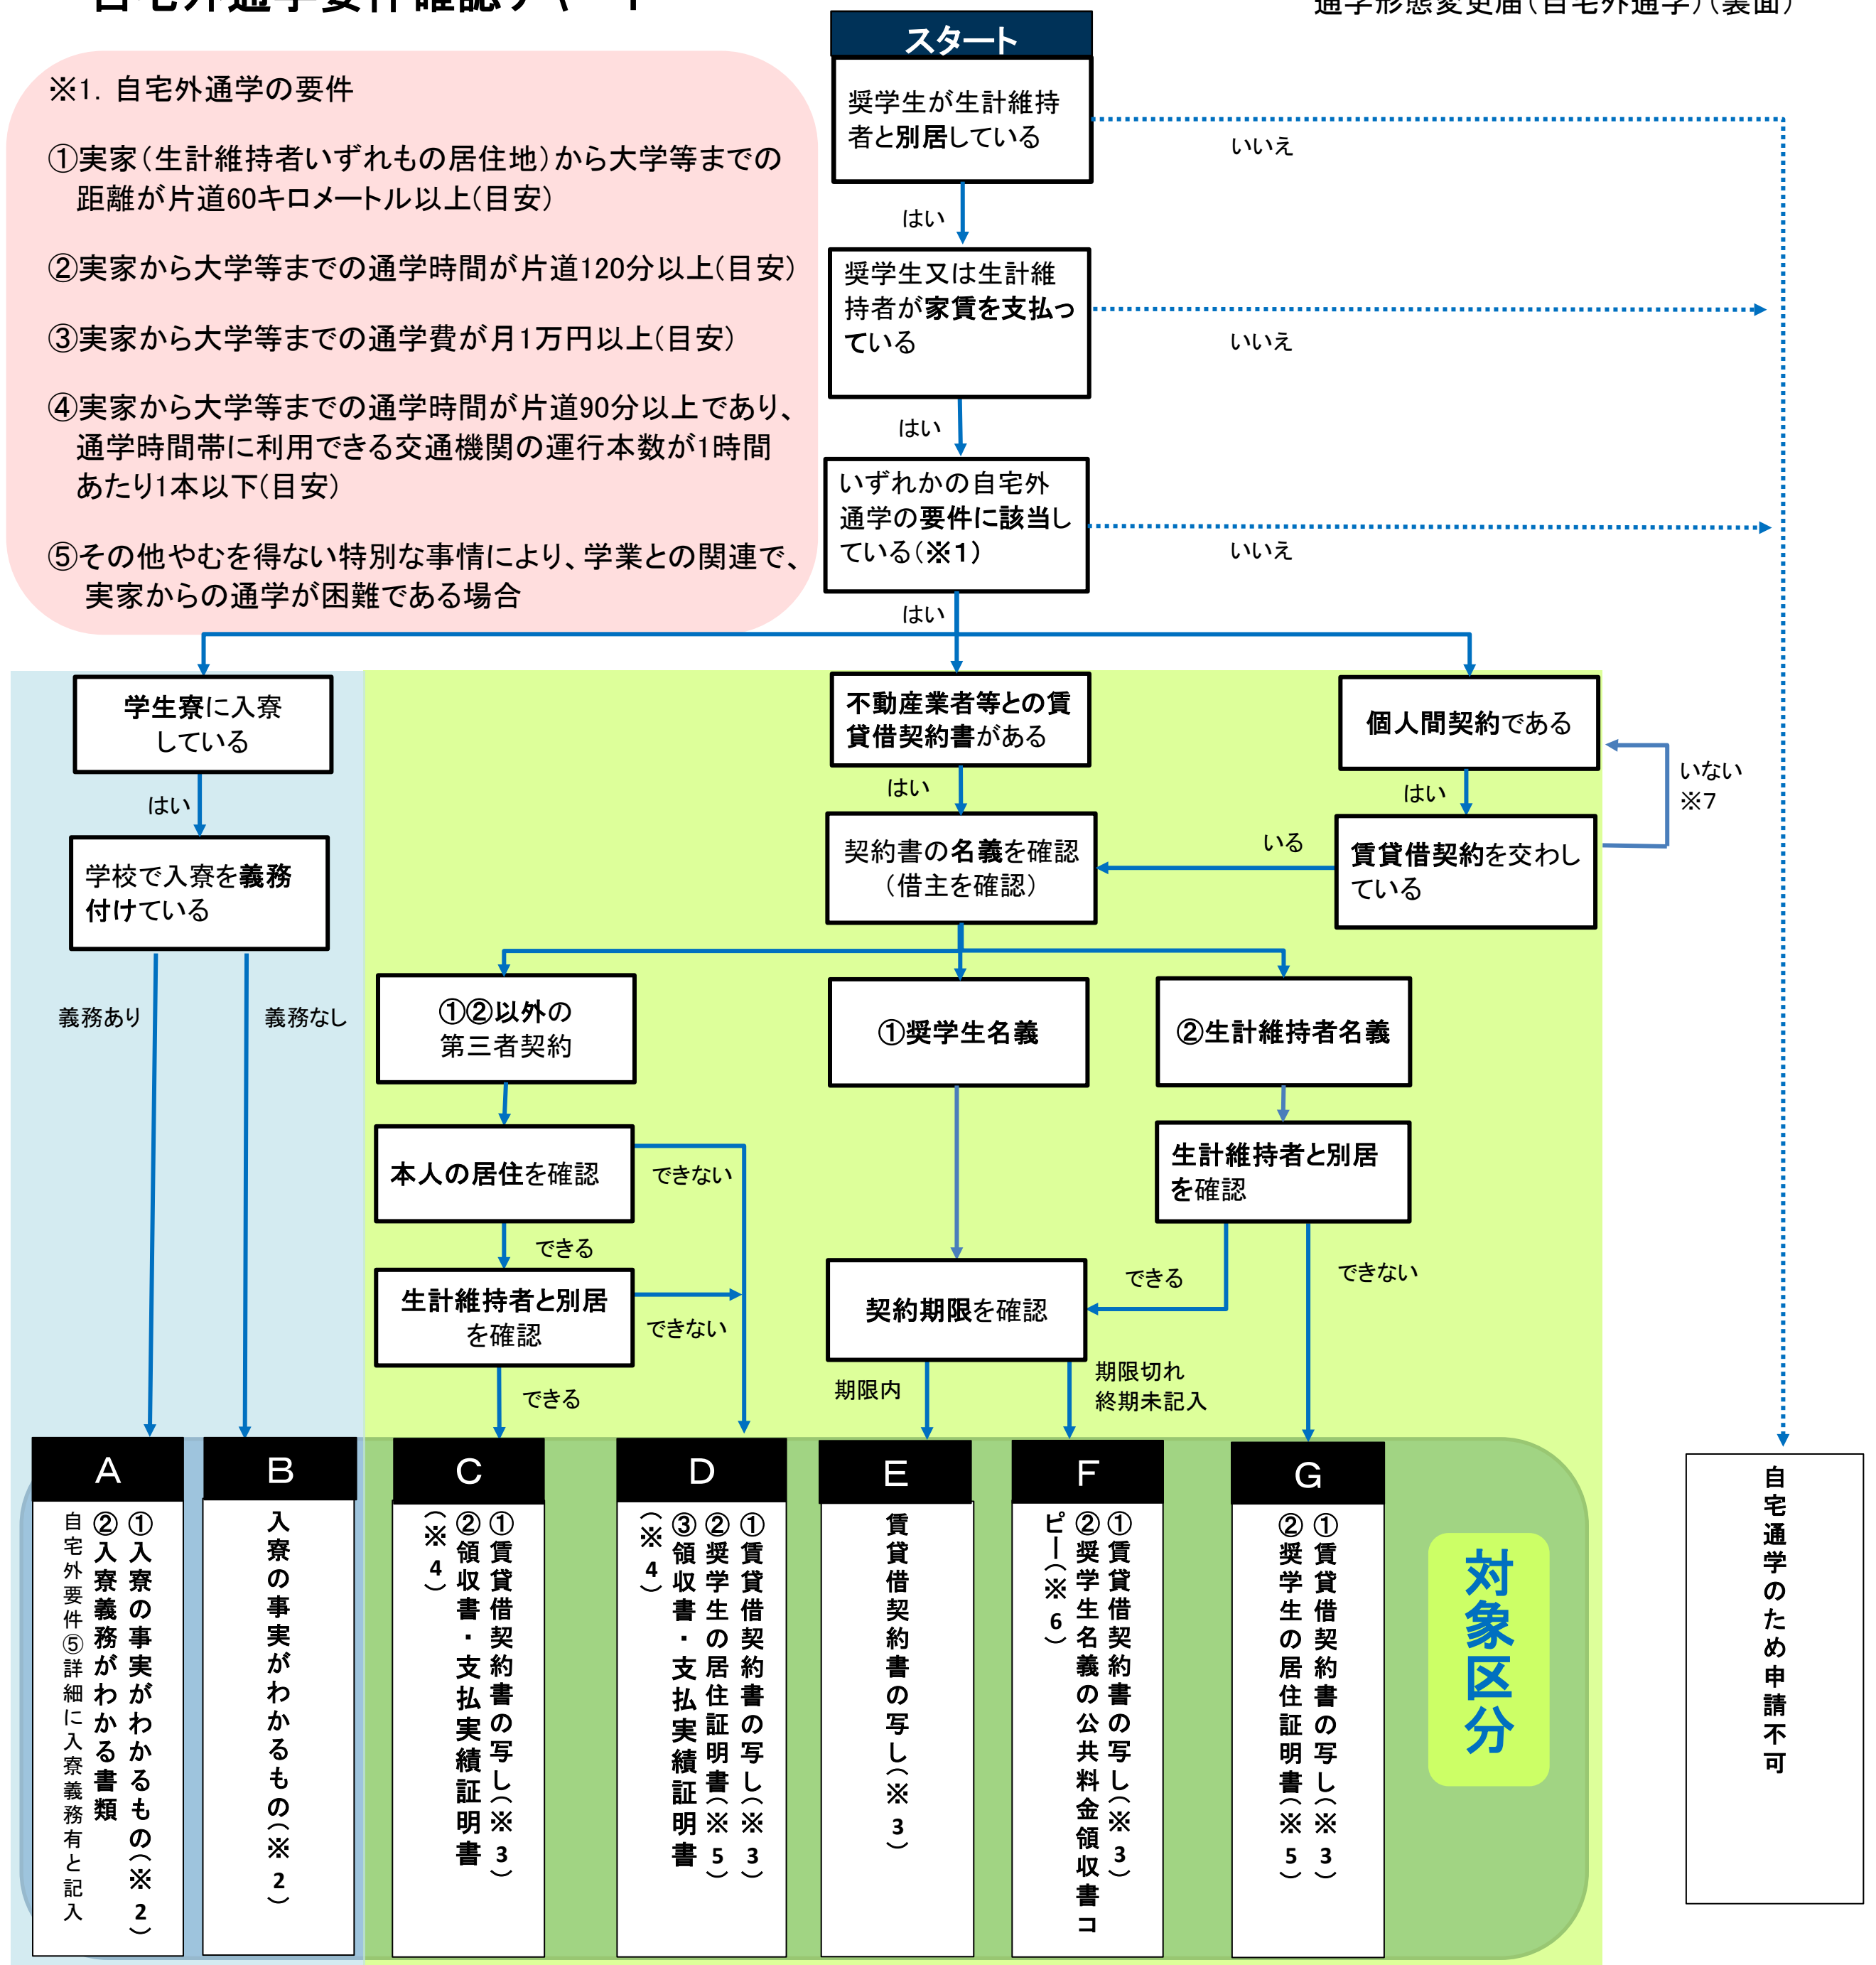 自宅外通学要件確認チャート
通学形態変更届(自宅外通学)(裏面)
スタート
※1. 自宅外通学の要件
①実家(生計維持者いずれもの居住地)から大学等までの
距離が片道60キロメートル以上(目安)
②実家から大学等までの通学時間が片道120分以上(目安)
③実家から大学等までの通学費が月1万円以上(目安)
④実家から大学等までの通学時間が片道90分以上であり、
通学時間帯に利用できる交通機関の運行本数が1時間
あたり1本以下(目安)
⑤その他やむを得ない特別な事情により、学業との関連で、
実家からの通学が困難である場合
奨学生が生計維持
者と別居している
いいえ
はい
奨学生又は生計維
持者が家賃を支払っ
ている
いいえ
はい
いずれかの自宅外
通学の要件に該当し
ている(※1)
いいえ
はい
学生寮に入寮
している
はい
学校で入寮を義務
付けている
義務あり
義務なし
不動産業者等との賃
貸借契約書がある
はい
個人間契約である
はい
いない
※7
賃貸借契約を交わし
ている
いる
契約書の名義を確認
(借主を確認)
①②以外の
第三者契約
①奨学生名義
②生計維持者名義
本人の居住を確認
できない
できる
生計維持者と別居
を確認
できない
できる
生計維持者と別居
を確認
できる
できない
契約期限を確認
期限内
期限切れ
終期未記入
A
①入寮の事実がわかるもの(※2)
②入寮義務がわかる書類
自宅外要件⑤詳細に入寮義務有と記入
B
入寮の事実がわかるもの(※2)
C
①賃貸借契約書の写し(※3)
②領収書・支払実績証明書
(※4)
D
①賃貸借契約書の写し(※3)
②奨学生の居住証明書(※5)
③領収書・支払実績証明書
(※4)
E
賃貸借契約書の写し(※3)
F
①賃貸借契約書の写し(※3)
②奨学生名義の公共料金領収書コ
ピー(※6)
G
①賃貸借契約書の写し(※3)
②奨学生の居住証明書(※5)
対象区分
自宅通学のため申請不可